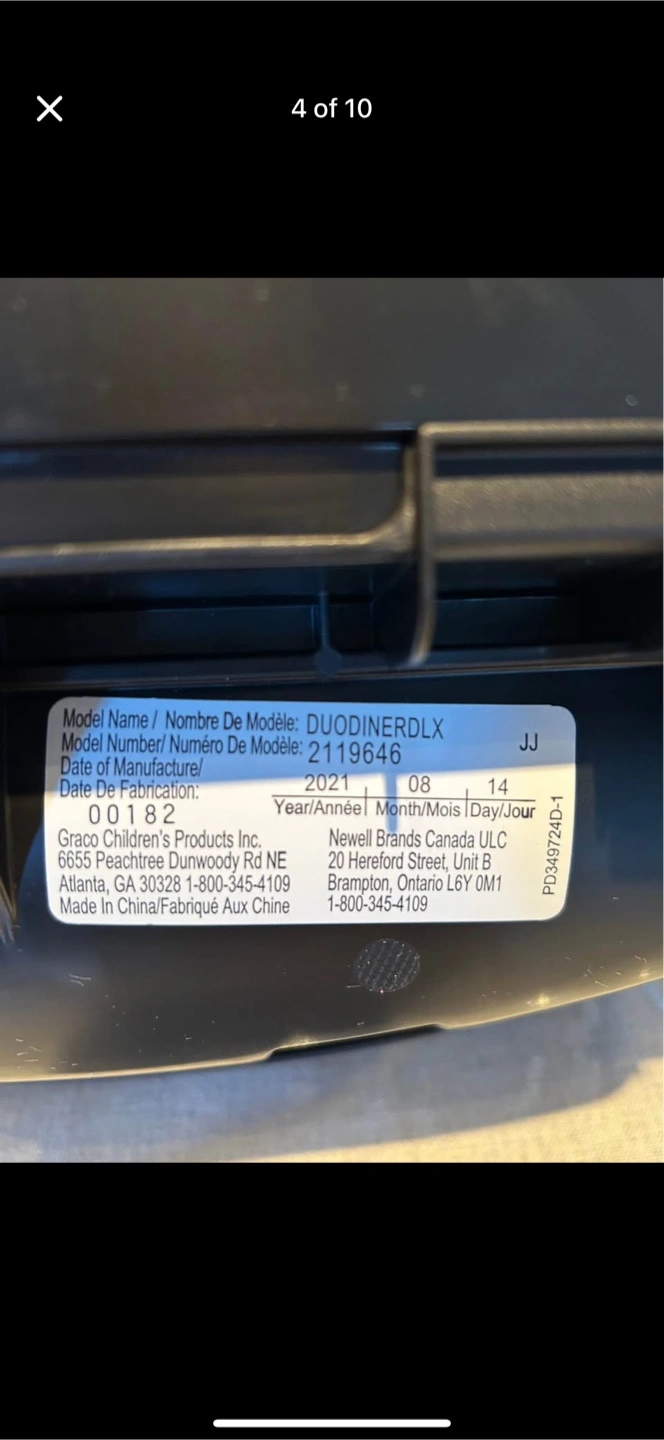 4 of 10
Model Name / Nombre De Modèle: DUODINERDLX
Model Number/ Numéro De Modèle: 2119646
JJ
Date of Manufacture/
Date De Fabrication:
2021 08 14
00182
Year/Année Month/Mois Day/Jour
Graco Children's Products Inc.
6655 Peachtree Dunwoody Rd NE
Atlanta, GA 30328 1-800-345-4109
Made In China/Fabriqué Aux Chine
Newell Brands Canada ULC
20 Hereford Street, Unit B
Brampton, Ontario L6Y 0M1
1-800-345-4109
PD349724D-1